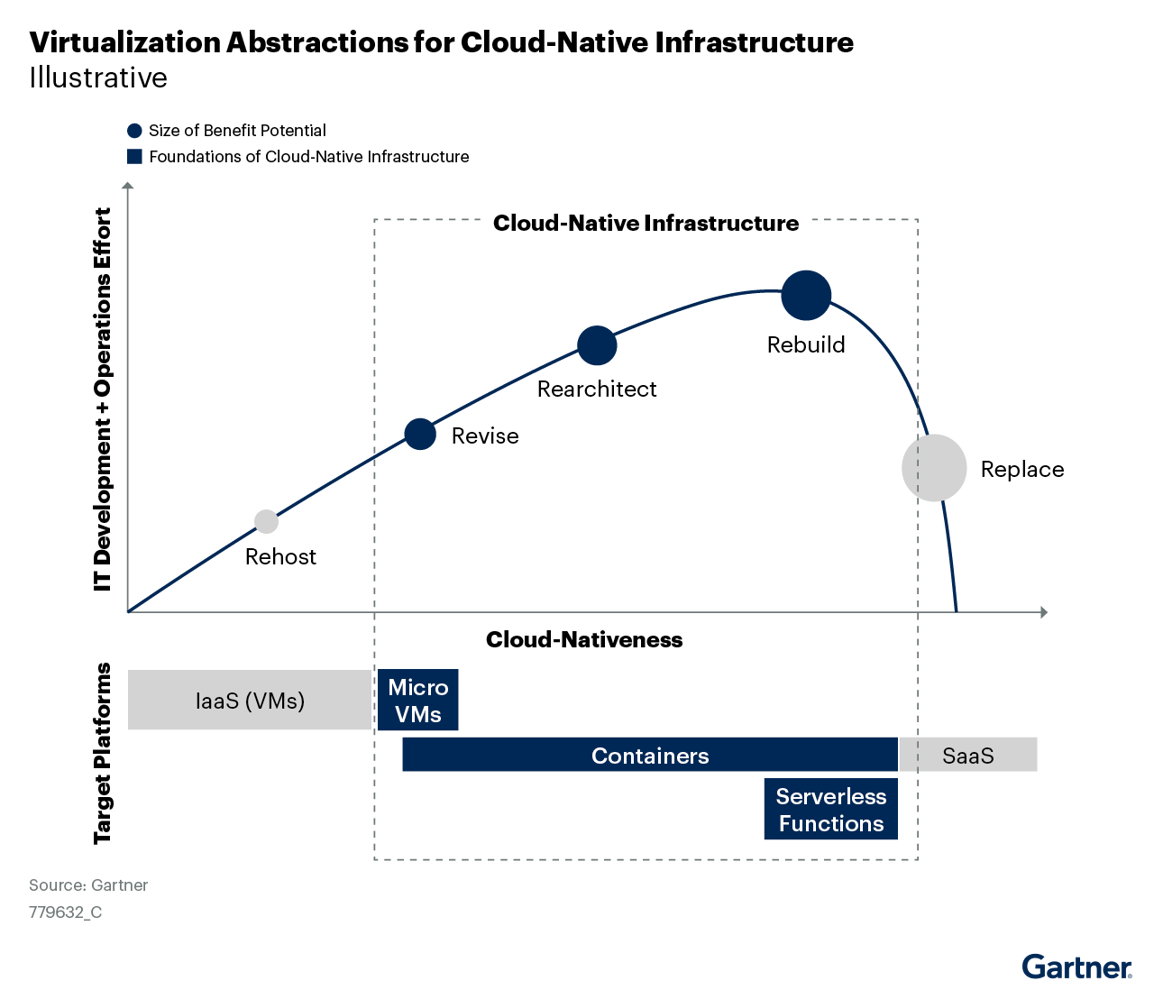 Virtualization Abstractions for Cloud-Native Infrastructure
Illustrative
Size of Benefit Potential
Foundations of Cloud-Native Infrastructure
IT Development + Operations Effort
Cloud-Native Infrastructure
Rebuild
Rearchitect
Revise
Replace
Rehost
Cloud-Nativeness
Target Platforms
IaaS (VMs)
Micro
VMs
Containers
SaaS
Serverless
Functions
Source: Gartner
779632_C
Gartner